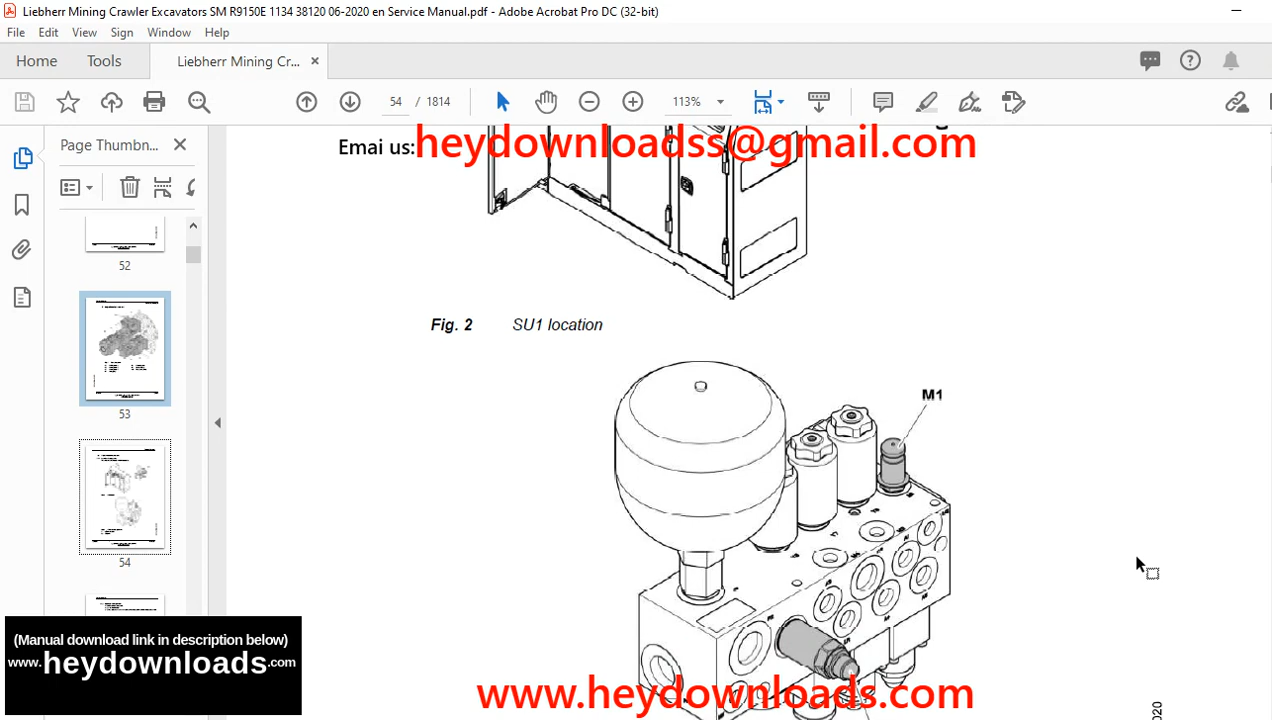 Liebherr Mining Crawler Excavators SM R9150E 1134 38120 06-2020 en Service Manual.pdf - Adobe Acrobat Pro DC (32-bit)
File Edit View Sign Window Help
Home Tools Liebherr Mining Cr... ×
54 / 1814 113%
Page Thumbn...
52
53
54
Emai us:heydownloadss@gmail.com
Fig. 2 SU1 location
M1
(Manual download link in description below)
www.heydownloads.com
www.heydownloads.com
020